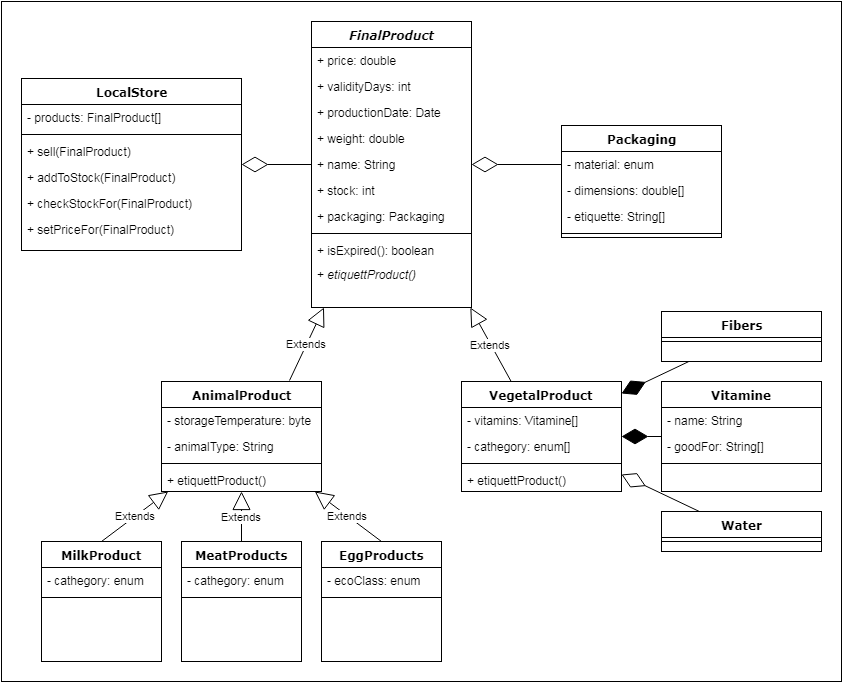 FinalProduct
+ price: double
+ validityDays: int
+ productionDate: Date
+ weight: double
+ name: String
+ stock: int
+ packaging: Packaging
+ isExpired(): boolean
+ etiquettProduct()
LocalStore
- products: FinalProduct[]
+ sell(FinalProduct)
+ addToStock(FinalProduct)
+ checkStockFor(FinalProduct)
+ setPriceFor(FinalProduct)
Packaging
- material: enum
- dimensions: double[]
- etiquette: String[]
Extends
Extends
AnimalProduct
- storageTemperature: byte
- animalType: String
+ etiquettProduct()
VegetalProduct
- vitamins: Vitamine[]
- cathegory: enum[]
+ etiquettProduct()
Fibers
Vitamine
- name: String
- goodFor: String[]
Water
Extends
Extends
Extends
MilkProduct
- cathegory: enum
MeatProducts
- cathegory: enum
EggProducts
- ecoClass: enum